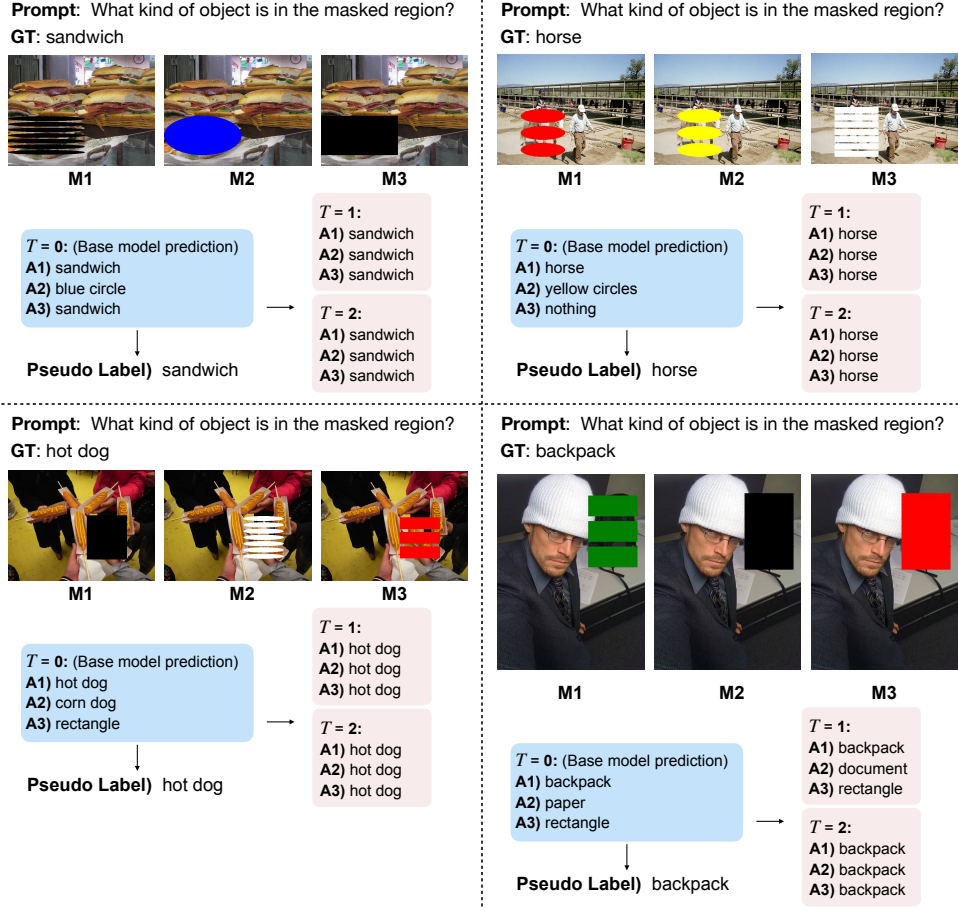 Prompt: What kind of object is in the masked region?
GT: sandwich
M1 M2 M3
T = 0: (Base model prediction)
A1) sandwich
A2) blue circle
A3) sandwich
Pseudo Label) sandwich
T = 1:
A1) sandwich
A2) sandwich
A3) sandwich
T = 2:
A1) sandwich
A2) sandwich
A3) sandwich
Prompt: What kind of object is in the masked region?
GT: horse
M1 M2 M3
T = 0: (Base model prediction)
A1) horse
A2) yellow circles
A3) nothing
Pseudo Label) horse
T = 1:
A1) horse
A2) horse
A3) horse
T = 2:
A1) horse
A2) horse
A3) horse
Prompt: What kind of object is in the masked region?
GT: hot dog
M1 M2 M3
T = 0: (Base model prediction)
A1) hot dog
A2) corn dog
A3) rectangle
Pseudo Label) hot dog
T = 1:
A1) hot dog
A2) hot dog
A3) hot dog
T = 2:
A1) hot dog
A2) hot dog
A3) hot dog
Prompt: What kind of object is in the masked region?
GT: backpack
M1 M2 M3
T = 0: (Base model prediction)
A1) backpack
A2) paper
A3) rectangle
Pseudo Label) backpack
T = 1:
A1) backpack
A2) document
A3) rectangle
T = 2:
A1) backpack
A2) backpack
A3) backpack